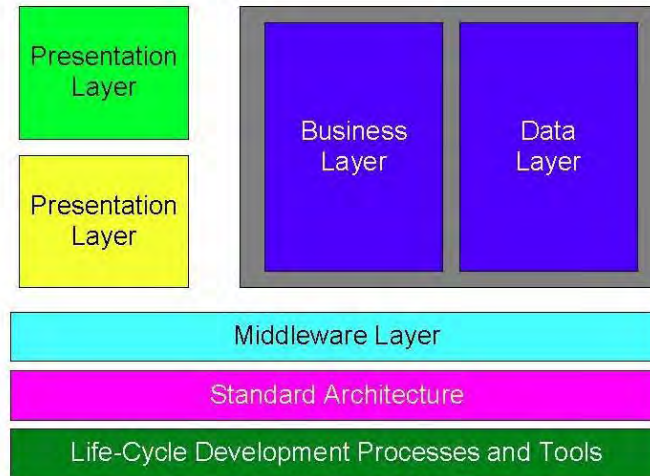 Presentation
Layer
Presentation
Layer
Business
Layer
Data
Layer
Middleware Layer
Standard Architecture
Life-Cycle Development Processes and Tools